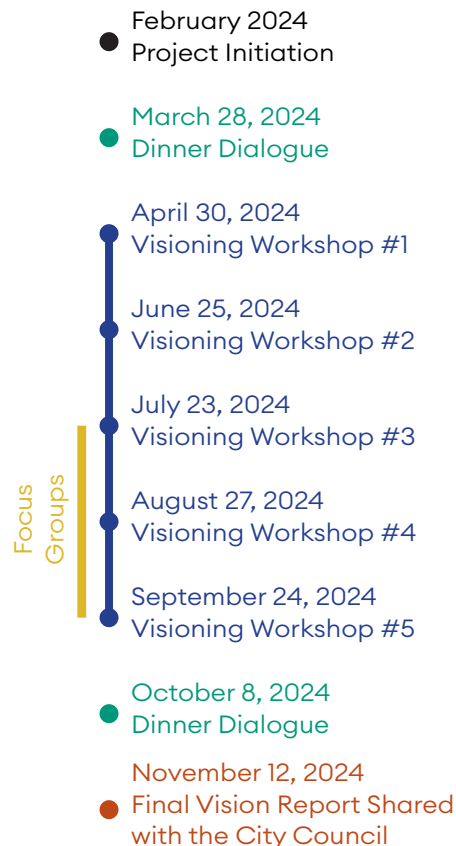 February 2024
Project Initiation
March 28, 2024
Dinner Dialogue
April 30, 2024
Visioning Workshop #1
June 25, 2024
Visioning Workshop #2
July 23, 2024
Visioning Workshop #3
Focus
Groups
August 27, 2024
Visioning Workshop #4
September 24, 2024
Visioning Workshop #5
October 8, 2024
Dinner Dialogue
November 12, 2024
Final Vision Report Shared
with the City Council